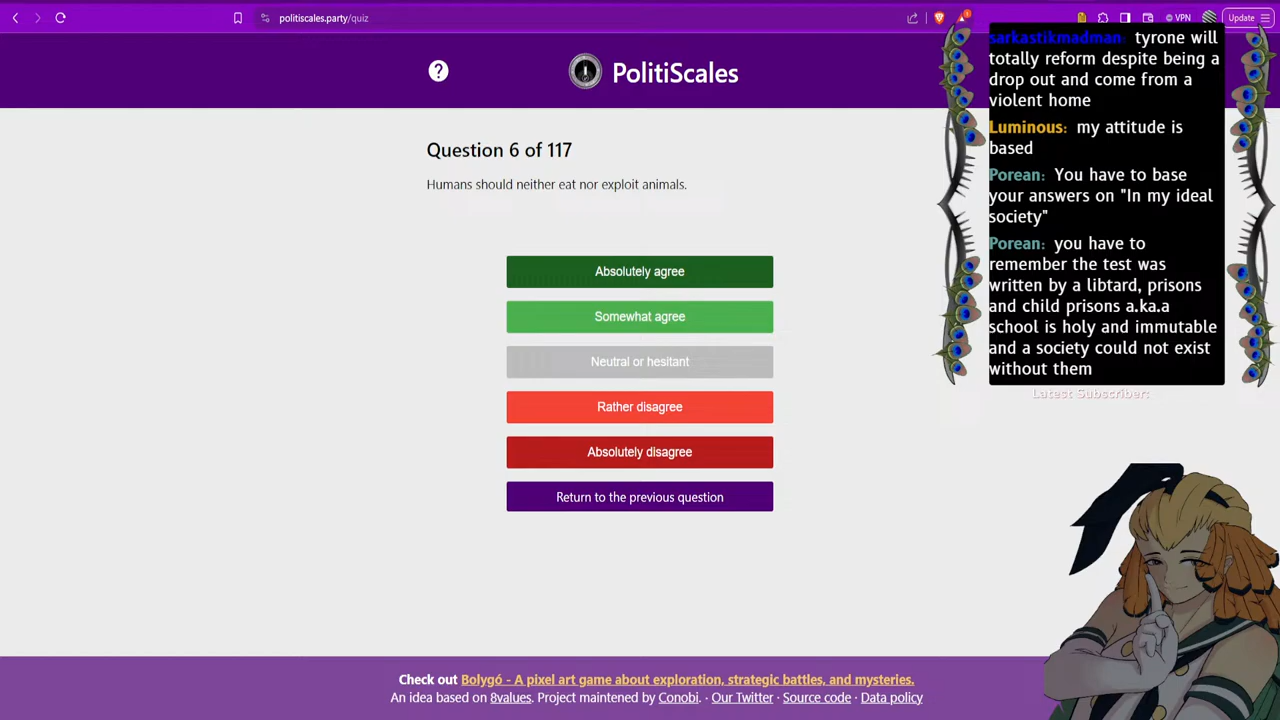 politiscales.party/quiz
VPN
Update
PolitiScales
Question 6 of 117
Humans should neither eat nor exploit animals.
Absolutely agree
Somewhat agree
Neutral or hesitant
Rather disagree
Absolutely disagree
Return to the previous question
sarkastikmadman: tyrone will
totally reform despite being a
drop out and come from a
violent home
Luminous: my attitude is
based
Porean: You have to base
your answers on "In my ideal
society"
Porean: you have to
remember the test was
written by a libtard, prisons
and child prisons a.ka.a
school is holy and immutable
and a society could not exist
without them
Latest Subscriber:
Check out Bolygó - A pixel art game about exploration, strategic battles, and mysteries.
An idea based on 8values. Project maintened by Conobi. · Our Twitter · Source code · Data policy